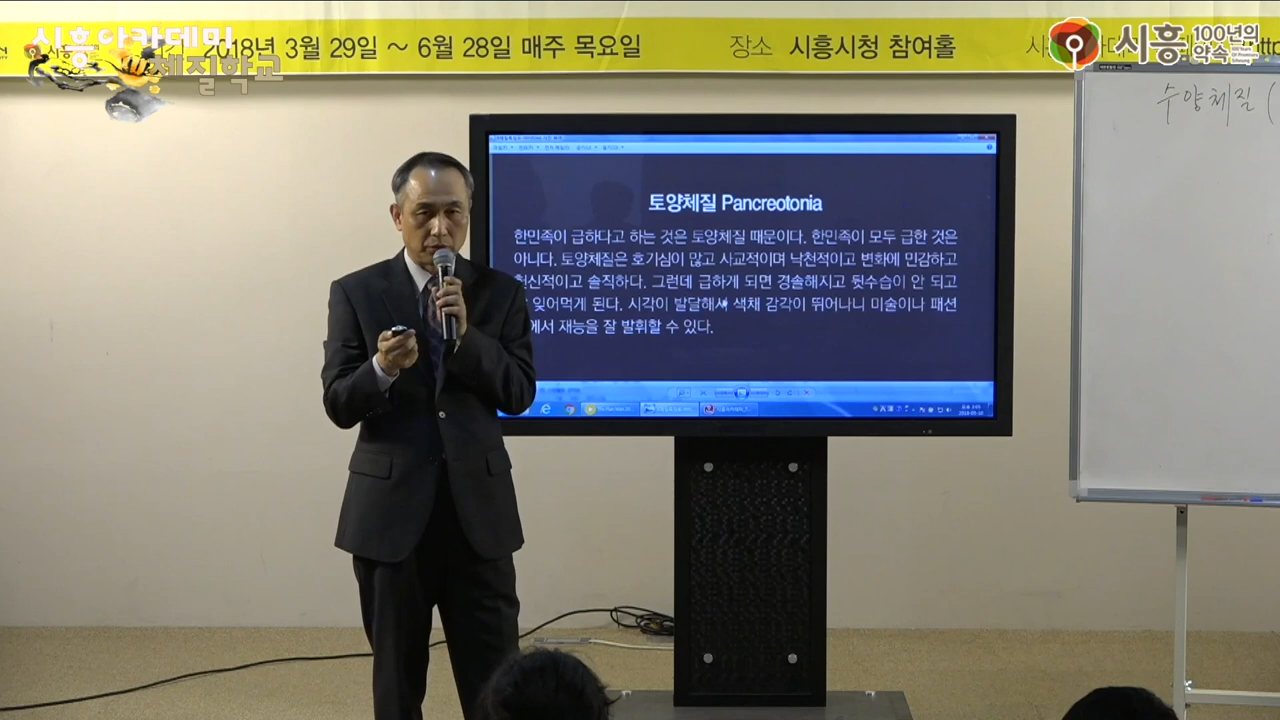 시흥아카데미
체질학교
2018년 3월 29일 ~ 6월 28일 매주 목요일
장소 시흥시청 참여홀
시흥 100년의 약속
수양체질 (
토양체질 Pancreotonia
한민족이 급하다고 하는 것은 토양체질 때문이다. 한민족이 모두 급한 것은
아니다. 토양체질은 호기심이 많고 사교적이며 낙천적이고 변화에 민감하고
헌신적이고 솔직하다. 그런데 급하게 되면 경솔해지고 뒷수습이 안 되고
잊어먹게 된다. 시각이 발달해서 색채 감각이 뛰어나니 미술이나 패션
에서 재능을 잘 발휘할 수 있다.